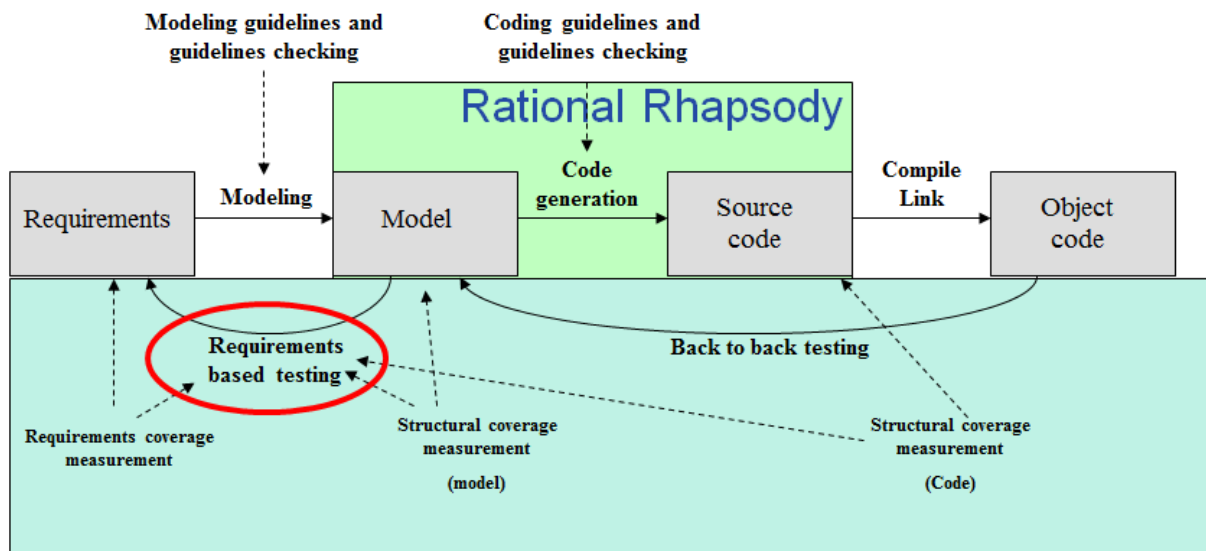 Modeling guidelines and
guidelines checking
Coding guidelines and
guidelines checking
Rational Rhapsody
Requirements
Modeling
Model
Code
generation
Source
code
Compile
Link
Object
code
Requirements
based testing
Back to back testing
Requirements coverage
measurement
Structural coverage
measurement
(model)
Structural coverage
measurement
(Code)